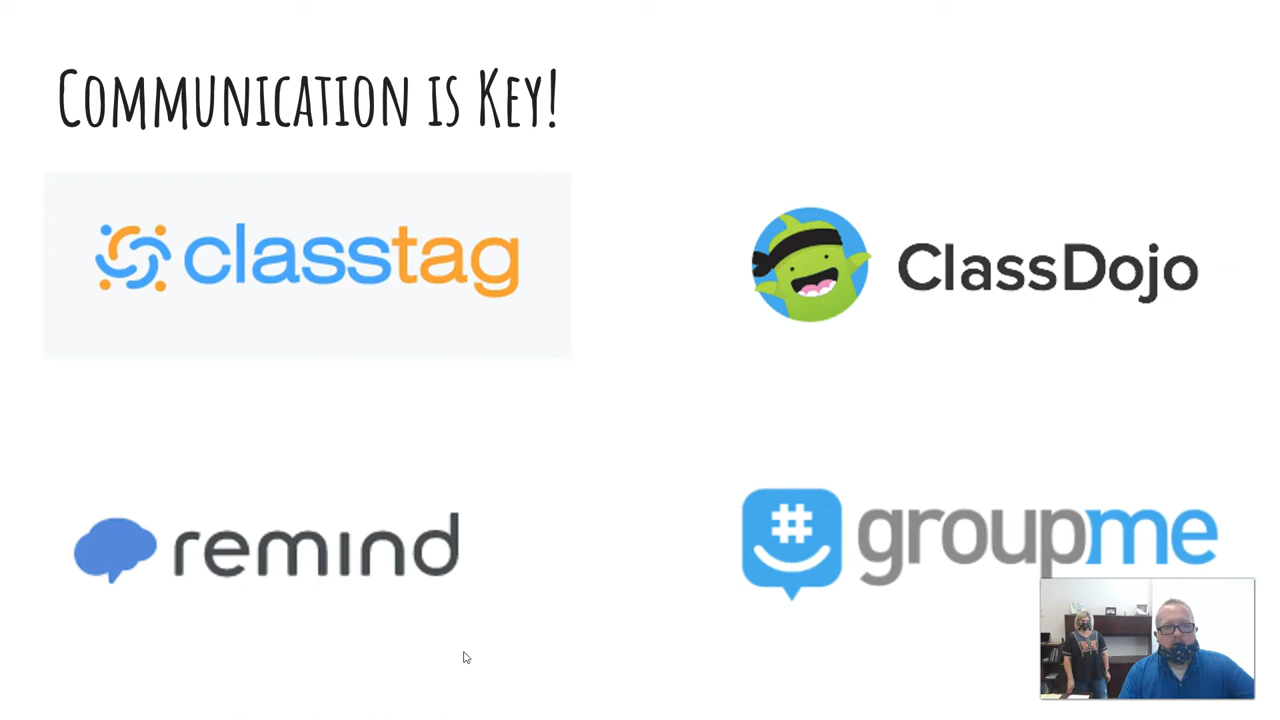 Communication is Key!
classtag
ClassDojo
remind
#
groupme